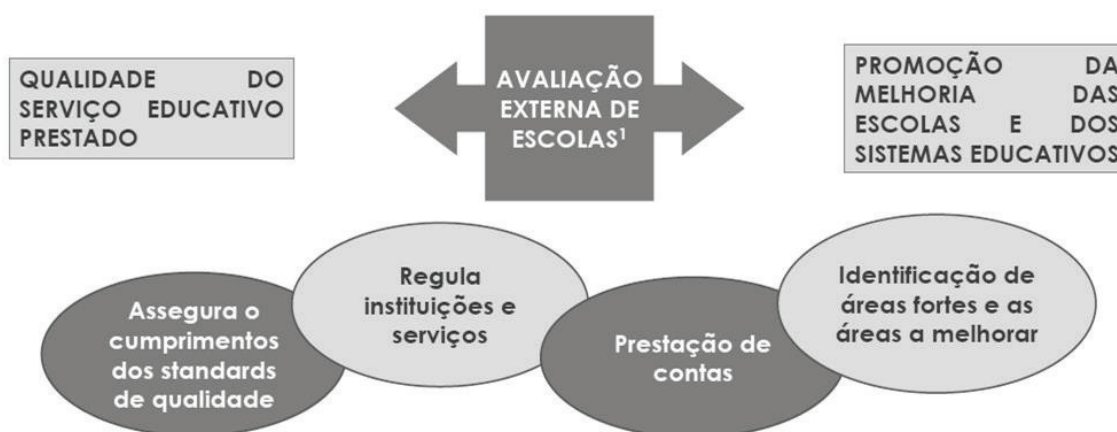 QUALIDADE DO
SERVIÇO EDUCATIVO
PRESTADO
AVALIAÇÃO
EXTERNA DE
ESCOLAS¹
PROMOÇÃO DA
MELHORIA DAS
ESCOLAS E DOS
SISTEMAS EDUCATIVOS
Assegura o
cumprimentos
dos standards
de qualidade
Regula
instituições e
serviços
Prestação de
contas
Identificação de
áreas fortes e as
áreas a melhorar